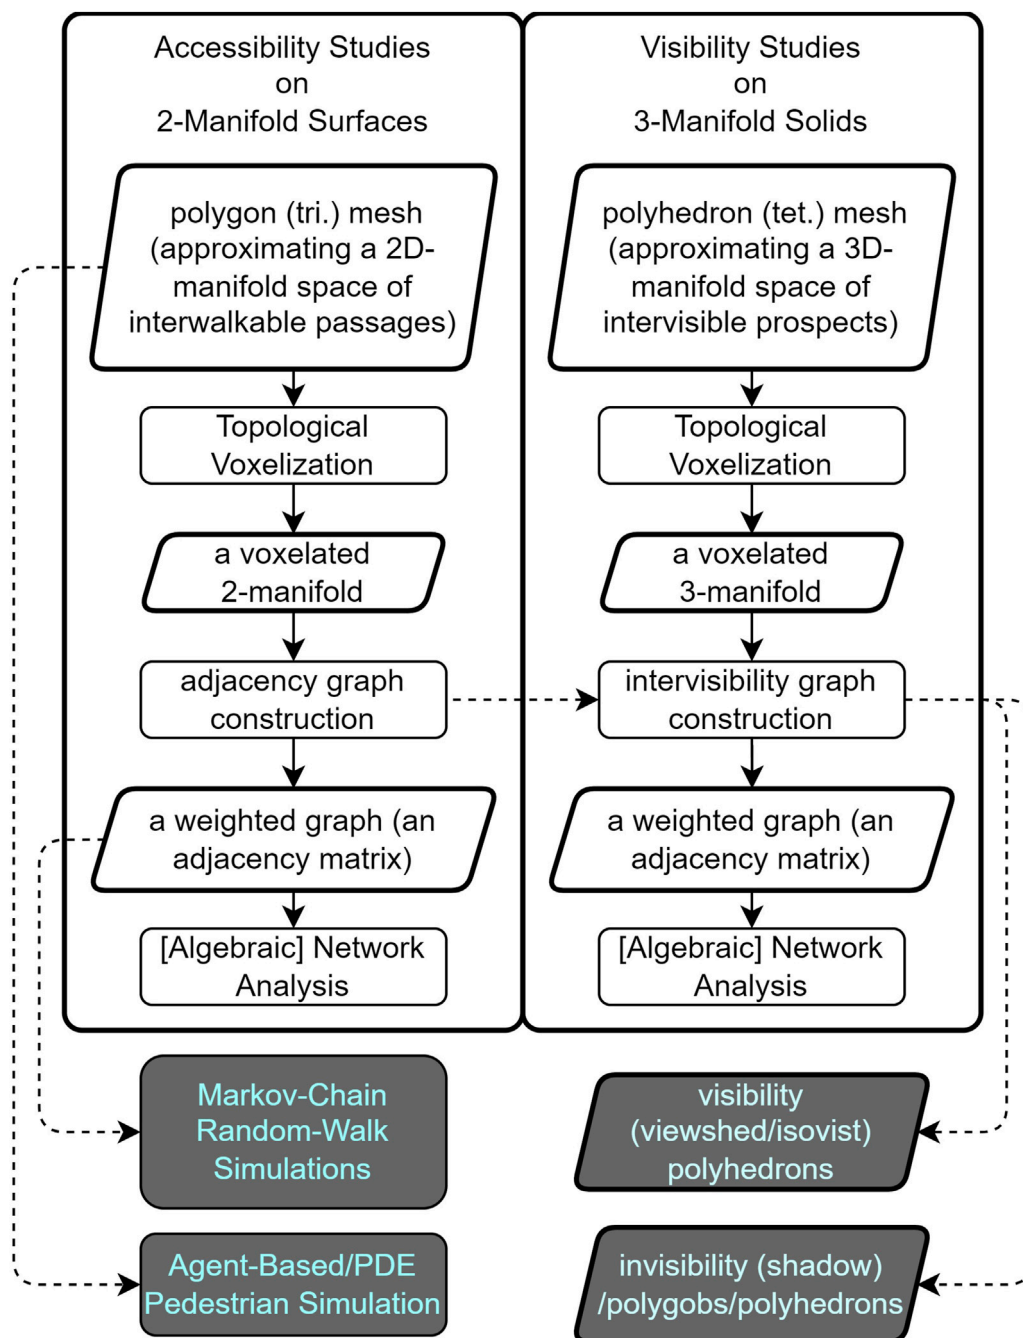 Accessibility Studies
on
2-Manifold Surfaces
polygon (tri.) mesh
(approximating a 2D-
manifold space of
interwalkable passages)
Topological
Voxelization
a voxelated
2-manifold
adjacency graph
construction
a weighted graph (an
adjacency matrix)
[Algebraic] Network
Analysis
Visibility Studies
on
3-Manifold Solids
polyhedron (tet.) mesh
(approximating a 3D-
manifold space of
intervisible prospects)
Topological
Voxelization
a voxelated
3-manifold
intervisibility graph
construction
a weighted graph (an
adjacency matrix)
[Algebraic] Network
Analysis
Markov-Chain
Random-Walk
Simulations
Agent-Based/PDE
Pedestrian Simulation
visibility
(viewshed/isovist)
polyhedrons
invisibility (shadow)
/polygobs/polyhedrons